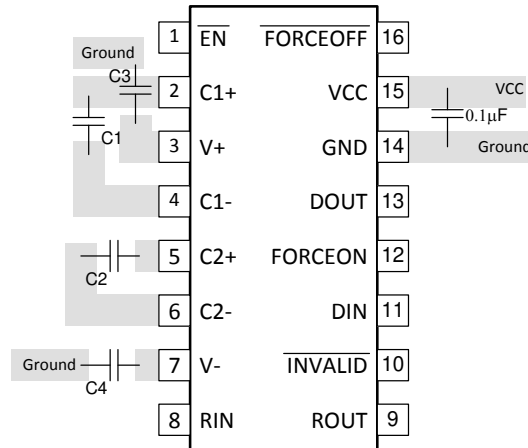 1 EN FORCEOFF 16
Ground
C3
2 C1+ VCC 15 VCC
C1 0.1µF
3 V+ GND 14 Ground
4 C1- DOUT 13
5 C2+ FORCEON 12
C2
6 C2- DIN 11
7 V- INVALID 10
Ground
C4
8 RIN ROUT 9